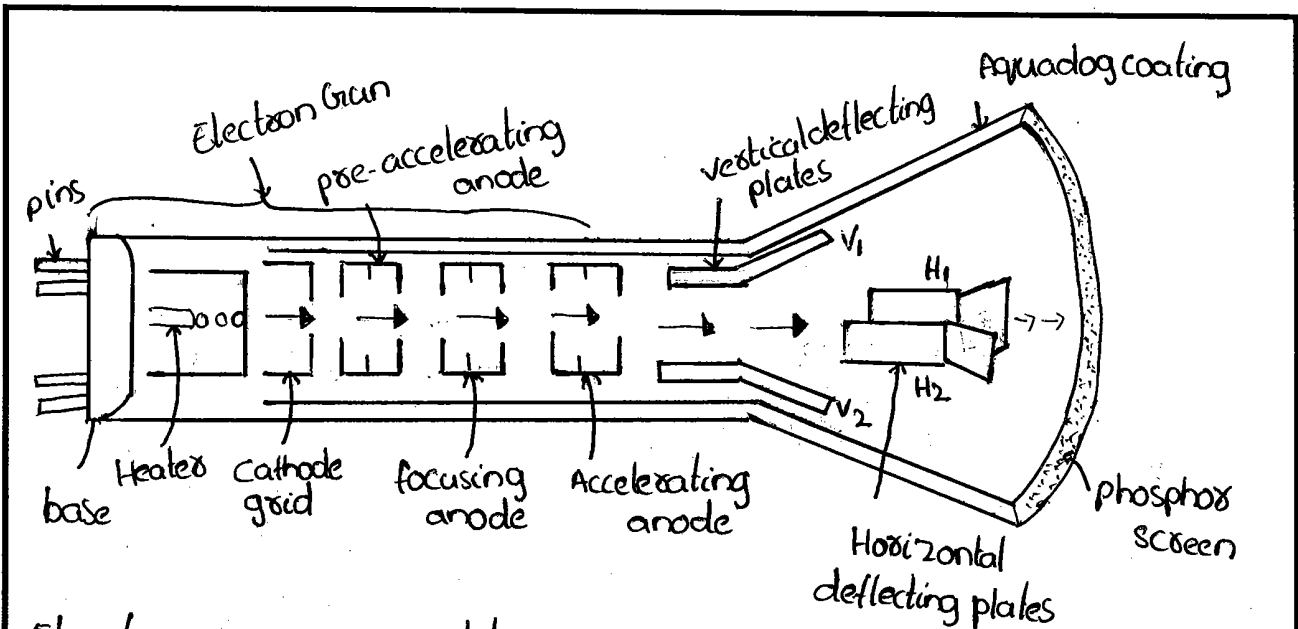 Aquadog coating
Electron Gun
pre-accelerating
anode
vertical deflecting
plates
pins
V1
H1
H2
V2
Heater
Cathode
grid
focusing
anode
Accelerating
anode
base
phosphor
screen
Horizontal
deflecting plates